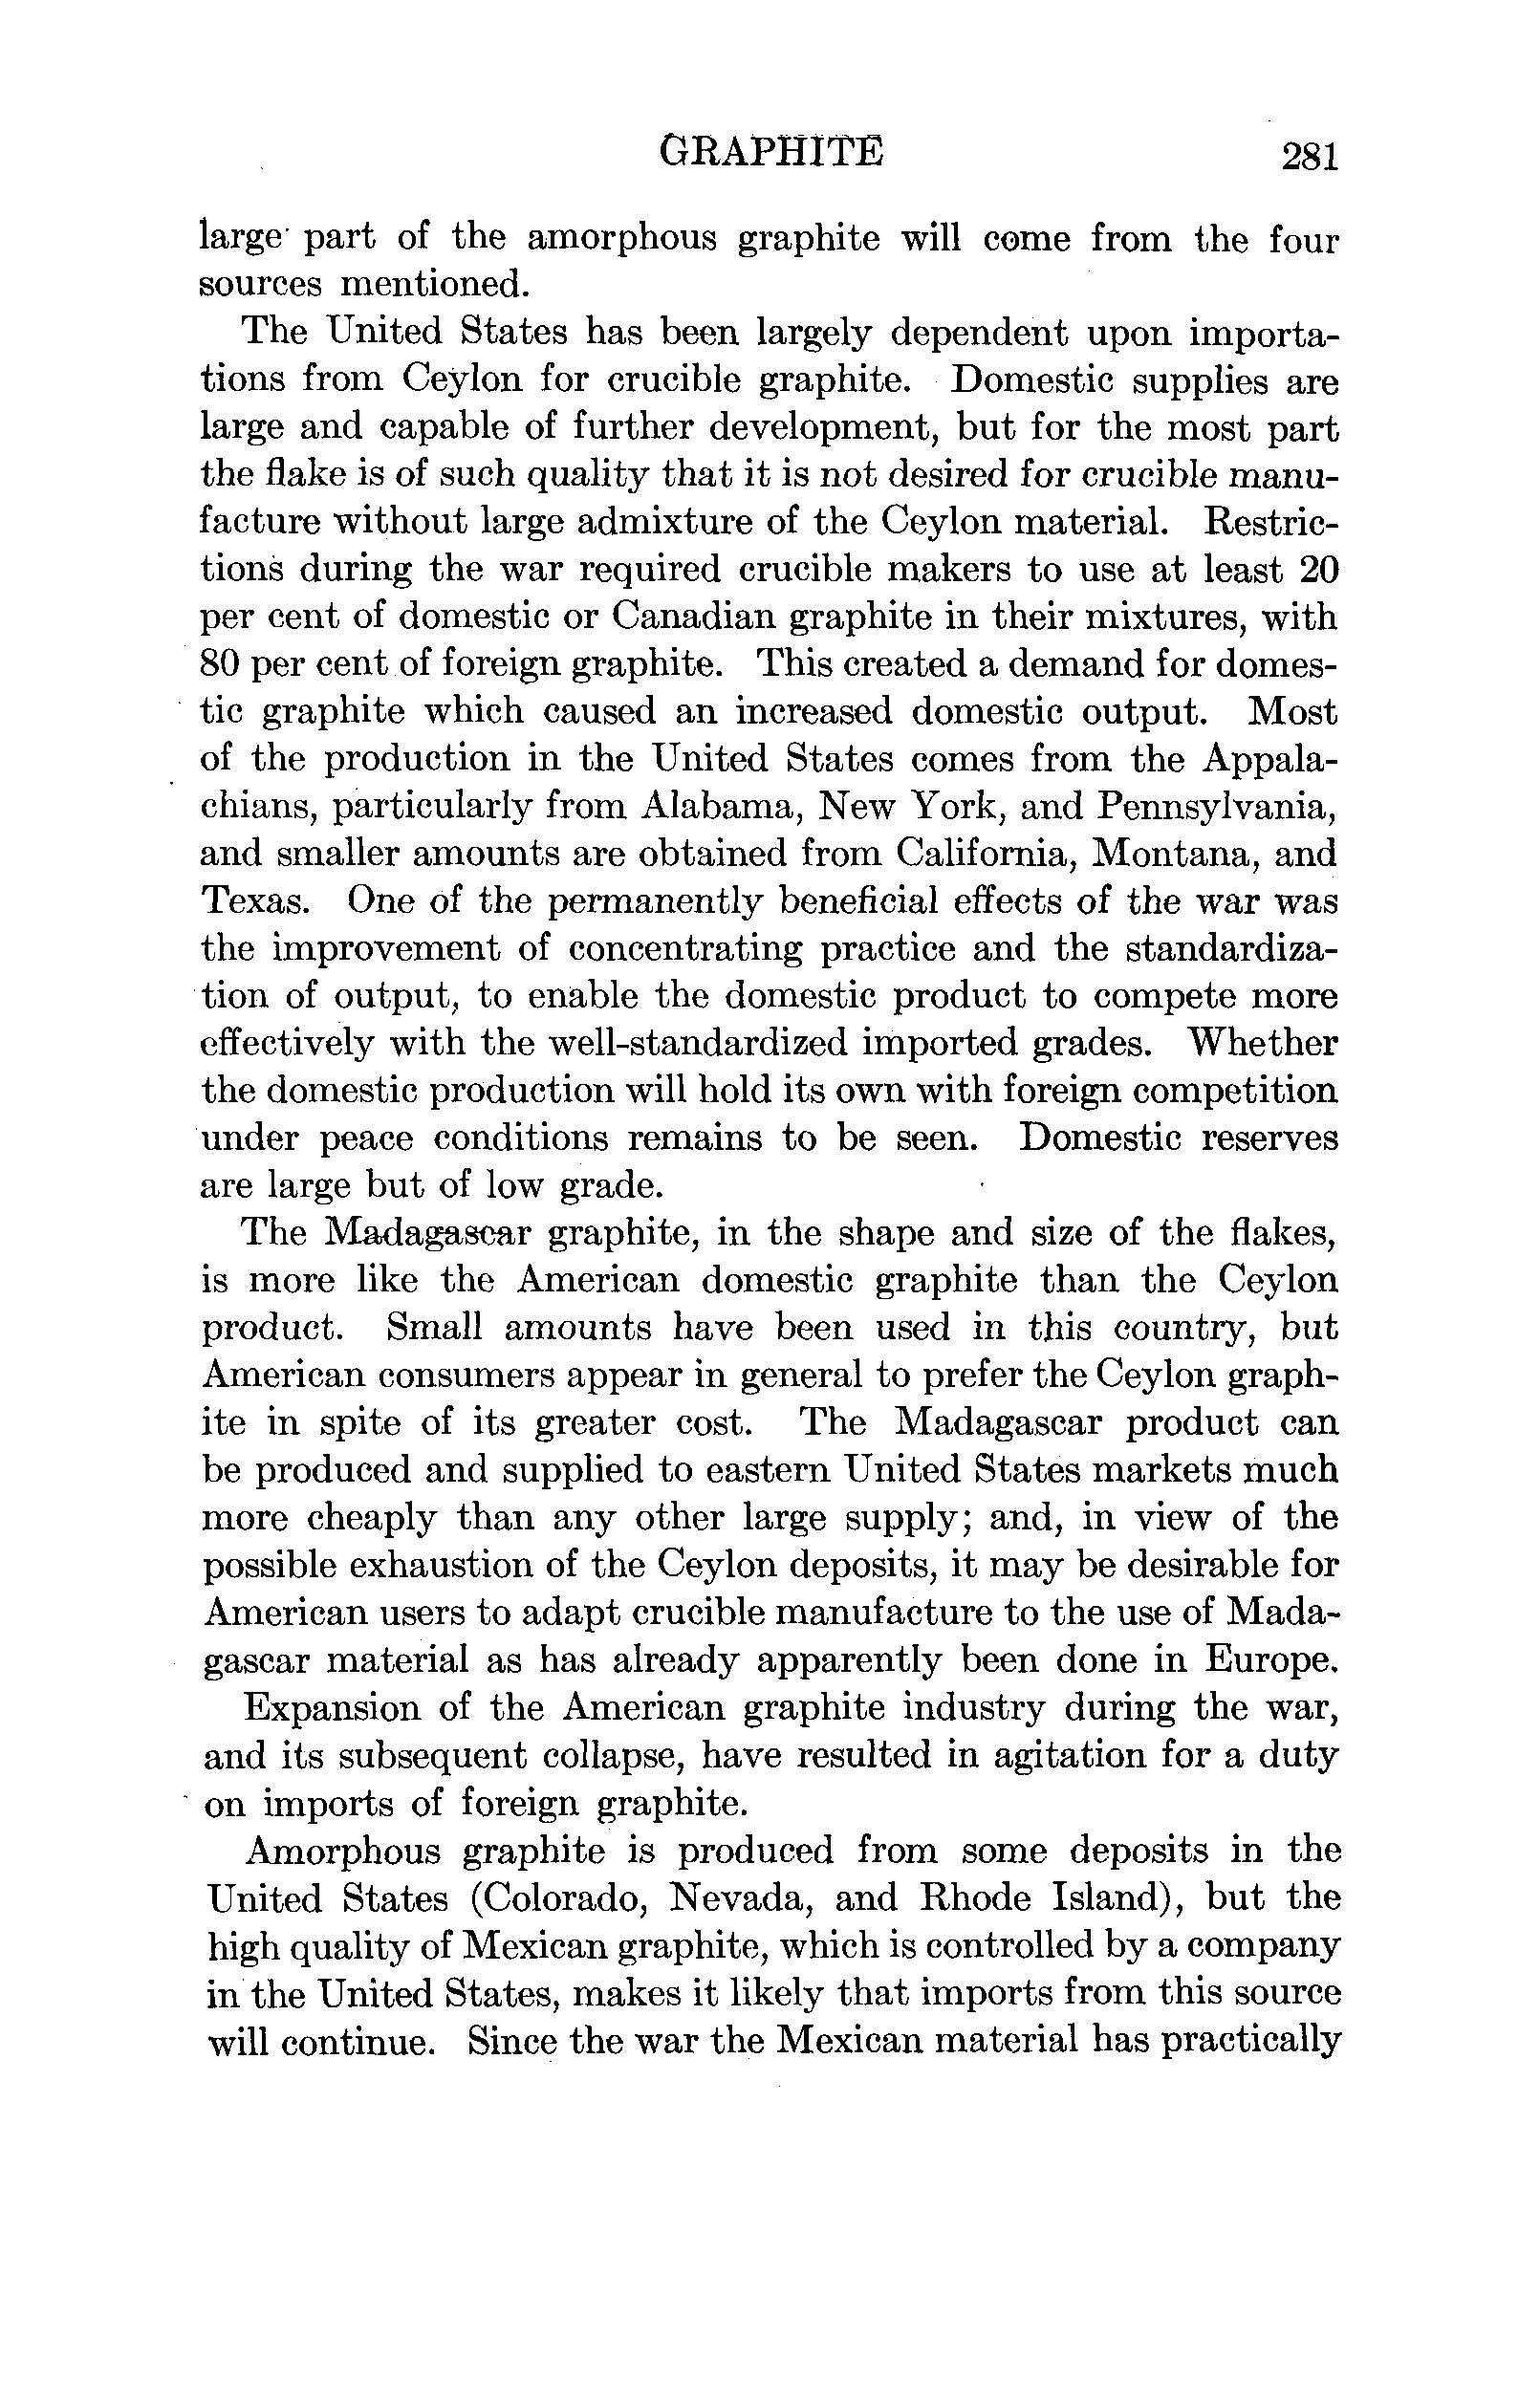 GRAPHITE 281
large part of the amorphous graphite will come from the four
sources mentioned.
The United States has been largely dependent upon importa-
tions from Ceylon for crucible graphite. Domestic supplies are
large and capable of further development, but for the most part
the flake is of such quality that it is not desired for crucible manu-
facture without large admixture of the Ceylon material. Restric-
tions during the war required crucible makers to use at least 20
per cent of domestic or Canadian graphite in their mixtures, with
80 per cent of foreign graphite. This created a demand for domes-
tic graphite which caused an increased domestic output. Most
of the production in the United States comes from the Appala-
chians, particularly from Alabama, New York, and Pennsylvania,
and smaller amounts are obtained from California, Montana, and
Texas. One of the permanently beneficial effects of the war was
the improvement of concentrating practice and the standardiza-
tion of output, to enable the domestic product to compete more
effectively with the well-standardized imported grades. Whether
the domestic production will hold its own with foreign competition
under peace conditions remains to be seen. Domestic reserves
are large but of low grade.
The Madagascar graphite, in the shape and size of the flakes,
is more like the American domestic graphite than the Ceylon
product. Small amounts have been used in this country, but
American consumers appear in general to prefer the Ceylon graph-
ite in spite of its greater cost. The Madagascar product can
be produced and supplied to eastern United States markets much
more cheaply than any other large supply; and, in view of the
possible exhaustion of the Ceylon deposits, it may be desirable for
American users to adapt crucible manufacture to the use of Mada-
gascar material as has already apparently been done in Europe.
Expansion of the American graphite industry during the war,
and its subsequent collapse, have resulted in agitation for a duty
on imports of foreign graphite.
Amorphous graphite is produced from some deposits in the
United States (Colorado, Nevada, and Rhode Island), but the
high quality of Mexican graphite, which is controlled by a company
in the United States, makes it likely that imports from this source
will continue. Since the war the Mexican material has practically